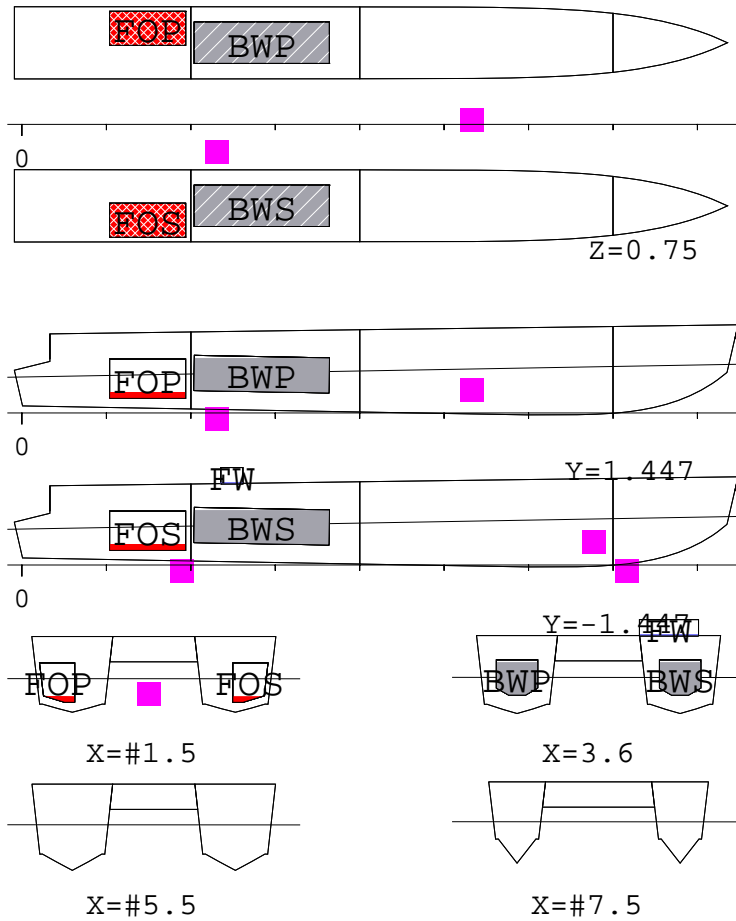 FOP BWP
0
FOS BWS
Z=0.75
FOP BWP
0
FW Y=1.447
FOS BWS
0
Y=-1.447
FW
FOP FOS BWP BWS
X=#1.5 X=3.6
X=#5.5 X=#7.5